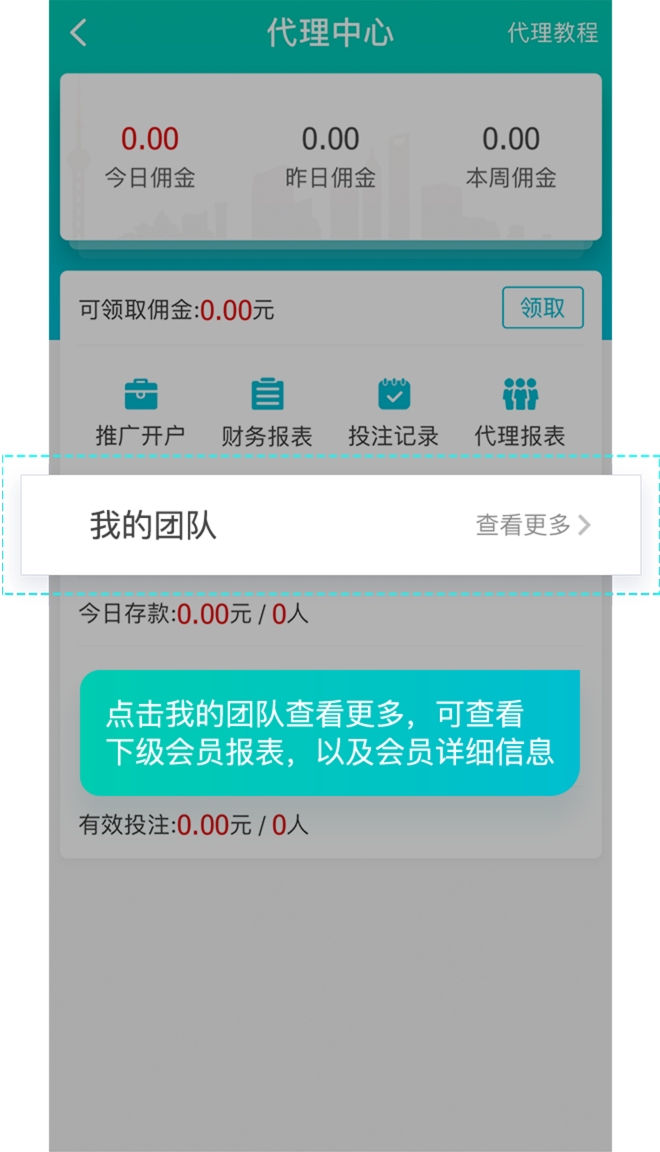 代理中心
代理教程
0.00 0.00 0.00
今日佣金 昨日佣金 本周佣金
可领取佣金:0.00元 领取
推广开户 财务报表 投注记录 代理报表
我的团队 查看更多
今日存款:0.00元 / 0人
点击我的团队查看更多，可查看
下级会员报表，以及会员详细信息
有效投注:0.00元 / 0人